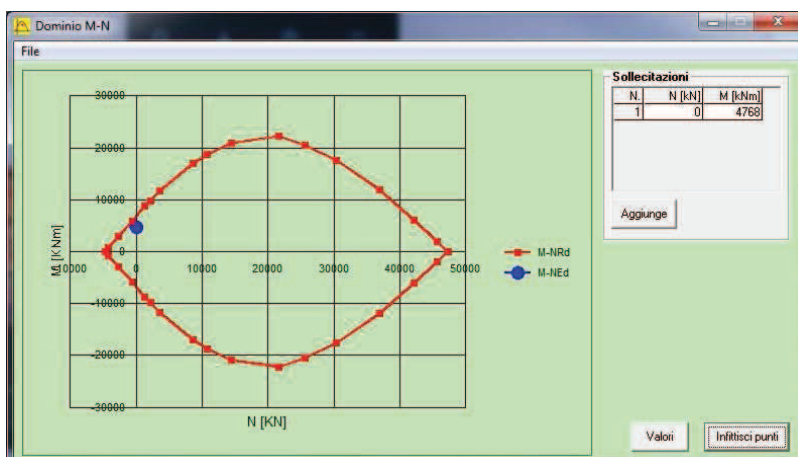 Dominio M-N
File
30000
20000
10000
0
-10000
-20000
-30000
M [KNm]
10000
0
10000
20000
30000
40000
50000
N [KN]
M-NRd
M-NEd
Sollecitazioni
N. N [kN] M [kNm]
1 0 4768
Aggiunge
Valori
Infittisci punti